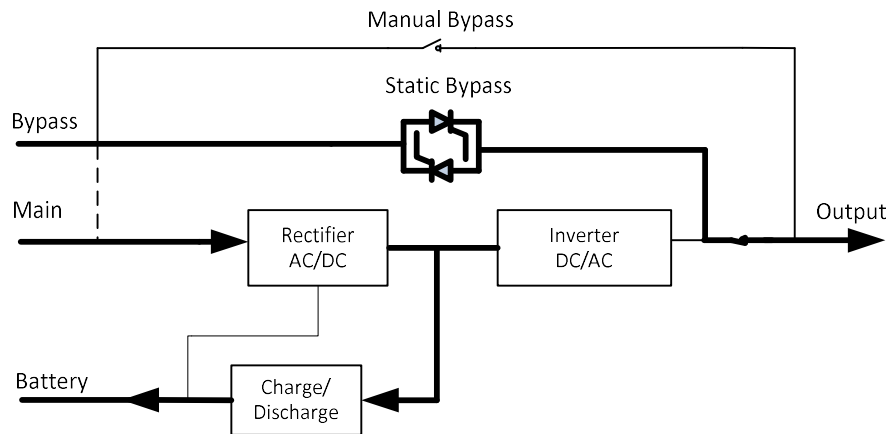 Manual Bypass
Static Bypass
Bypass
Main
Rectifier
AC/DC
Inverter
DC/AC
Output
Battery
Charge/
Discharge